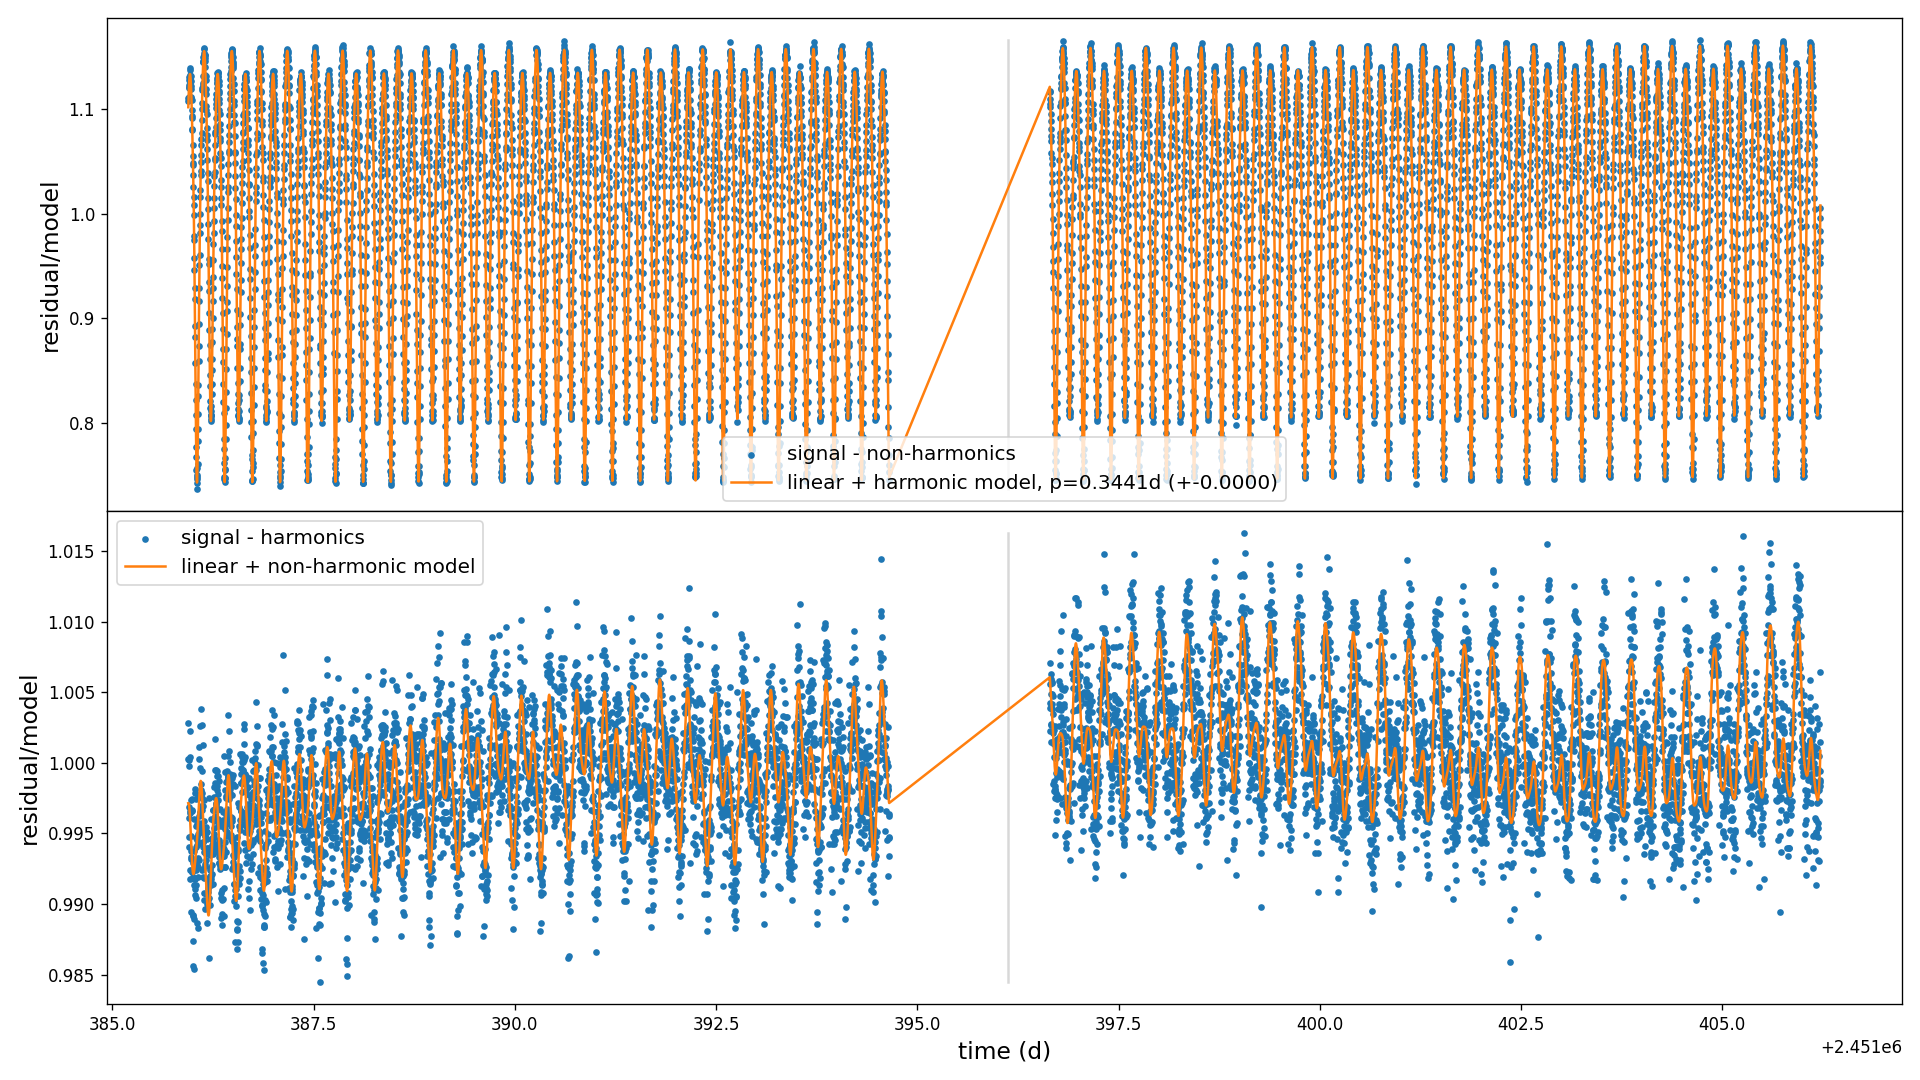 residual/model
1.1
1.0
0.9
0.8
signal - non-harmonics
linear + harmonic model, p=0.3441d (+-0.0000)
residual/model
1.015
1.010
1.005
1.000
0.995
0.990
0.985
signal - harmonics
linear + non-harmonic model
385.0 387.5 390.0 392.5 395.0 397.5 400.0 402.5 405.0
time (d)
+2.451e6